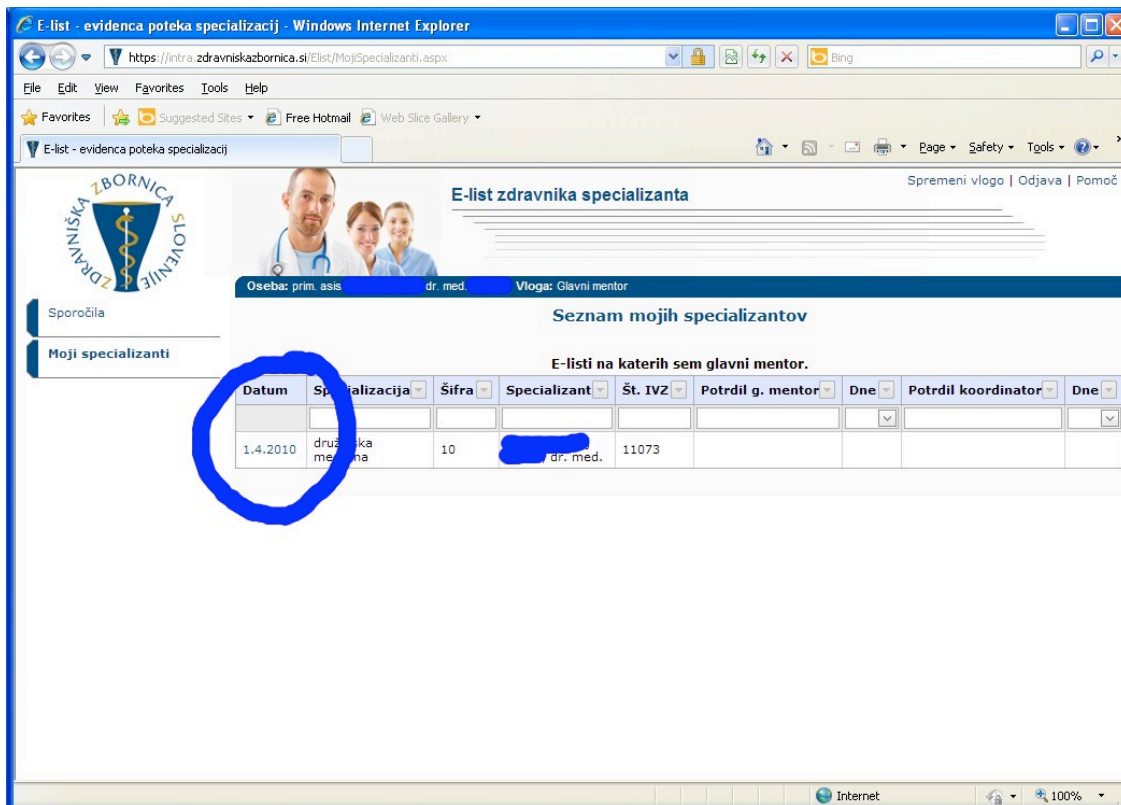 E-list - evidenca poteka specializacij - Windows Internet Explorer
https://intra.zdravniskazbornica.si/Elist/MojiSpecializanti.aspx
Bing
File Edit View Favorites Tools Help
Favorites Suggested Sites Free Hotmail Web Slice Gallery
E-list - evidenca poteka specializacij
Page Safety Tools
ZDRAVNIŠKA ZBORNICA SLOVENIJE
E-list zdravnika specializanta
Spremeni vlogo | Odjava | Pomoč
Oseba: prim. asis dr. med. Vloga: Glavni mentor
Sporočila
Moji specializanti
Seznam mojih specializantov
E-listi na katerih sem glavni mentor.
Datum Specializacija Šifra Specializant Št. IVZ Potrdil g. mentor Dne Potrdil koordinator Dne
1.4.2010 družinska 10 11073
medicina dr. med.
Internet 100%